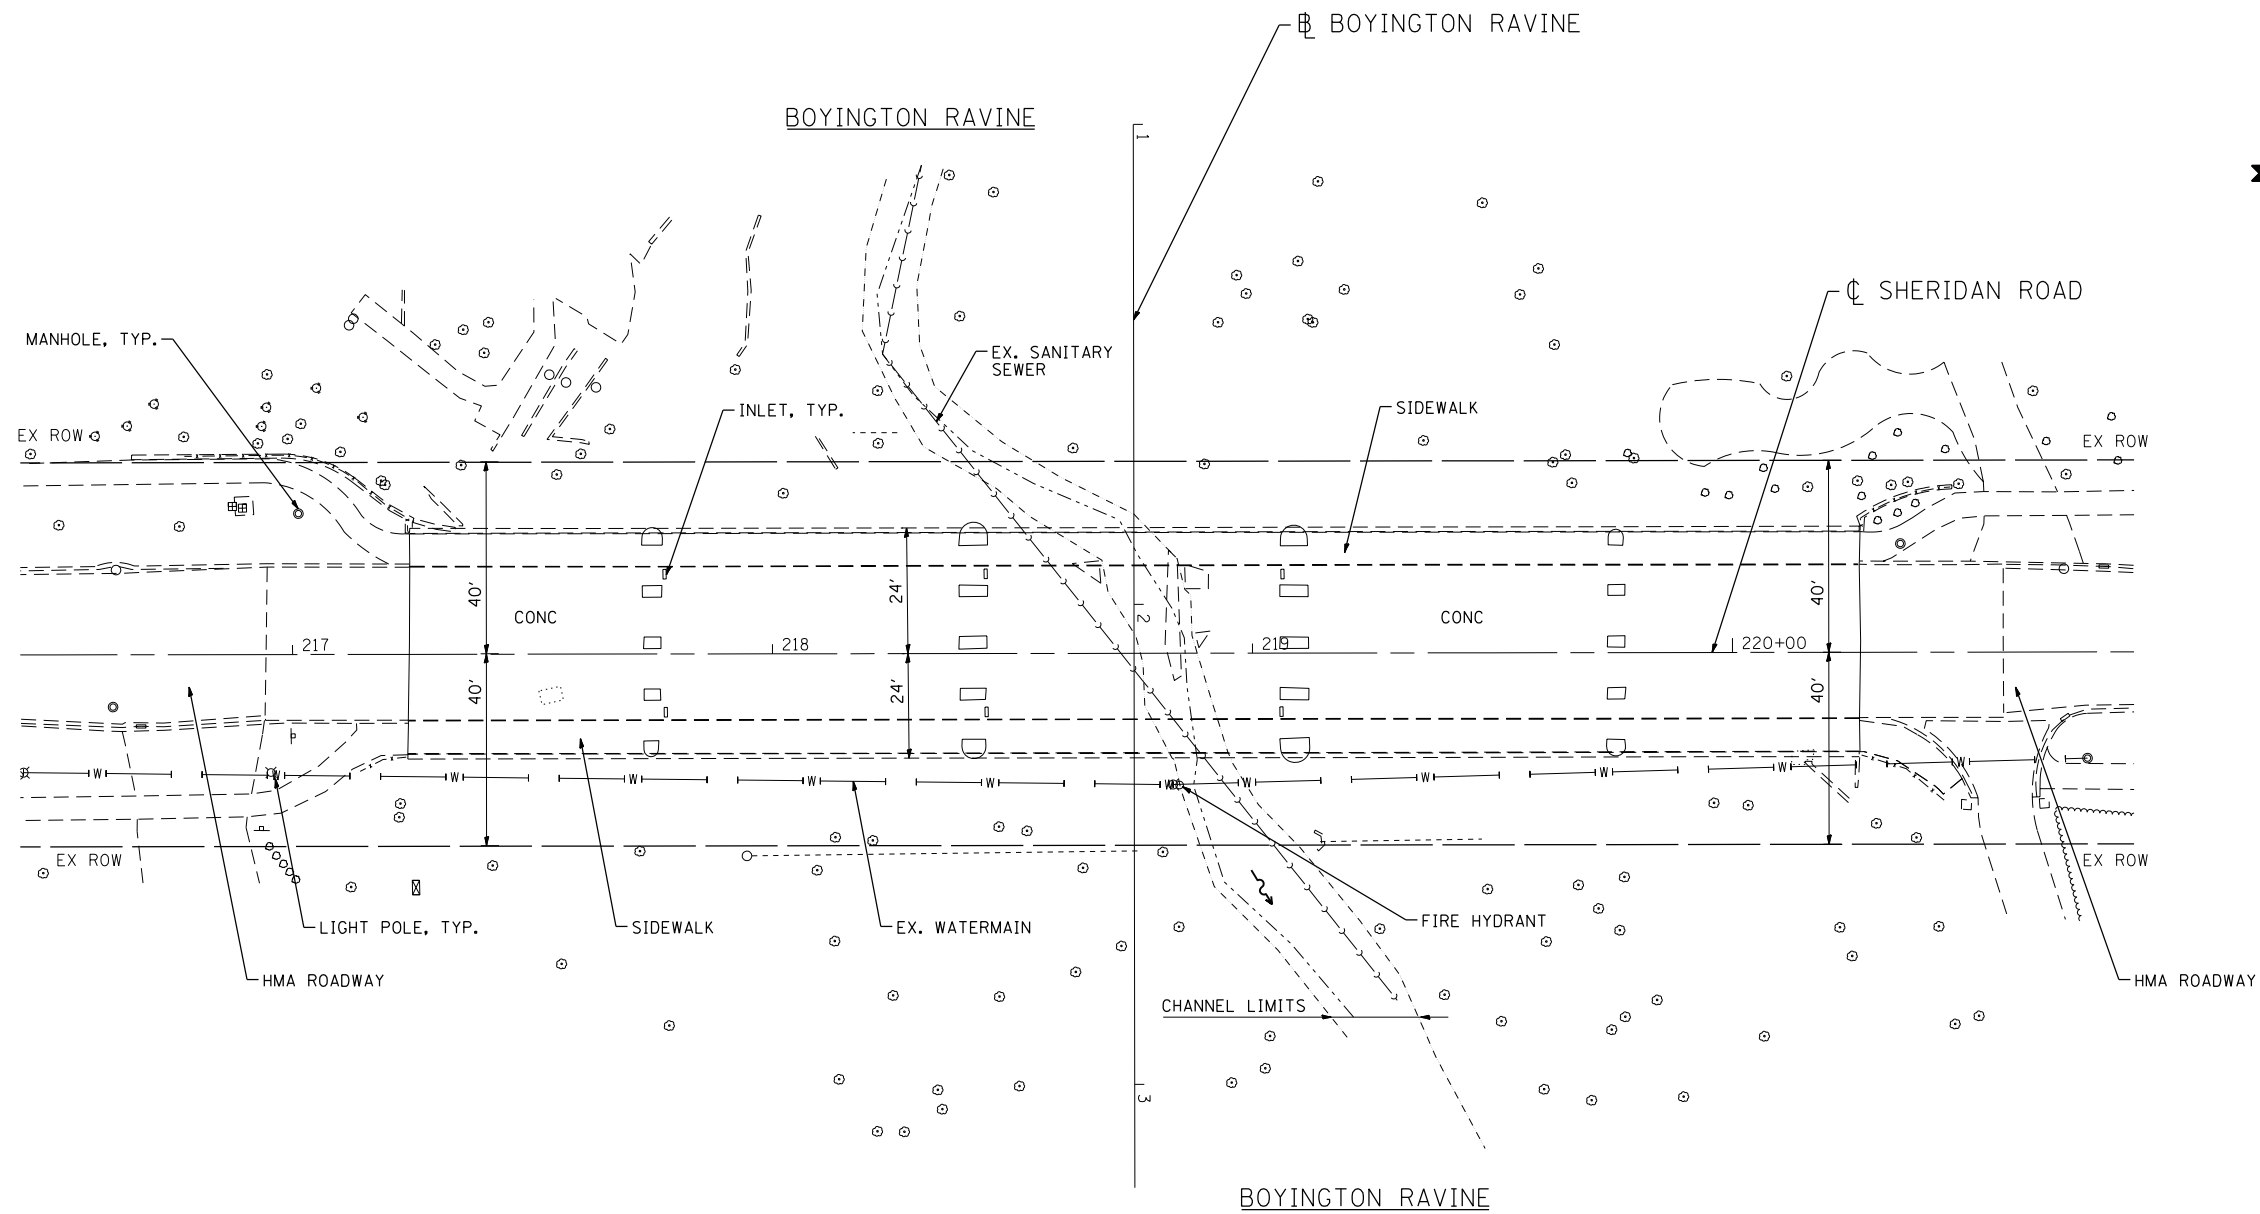 ℄ BOYINGTON RAVINE
BOYINGTON RAVINE
1
℄ SHERIDAN ROAD
MANHOLE, TYP.
EX. SANITARY
SEWER
INLET, TYP.
SIDEWALK
EX ROW
EX ROW
40'
24'
40'
CONC
2
CONC
217
218
219
220+00
40'
24'
40'
W
W
W
W
W
W
W
W
W
W
W
W
EX ROW
EX ROW
LIGHT POLE, TYP.
SIDEWALK
EX. WATERMAIN
FIRE HYDRANT
HMA ROADWAY
HMA ROADWAY
CHANNEL LIMITS
3
BOYINGTON RAVINE